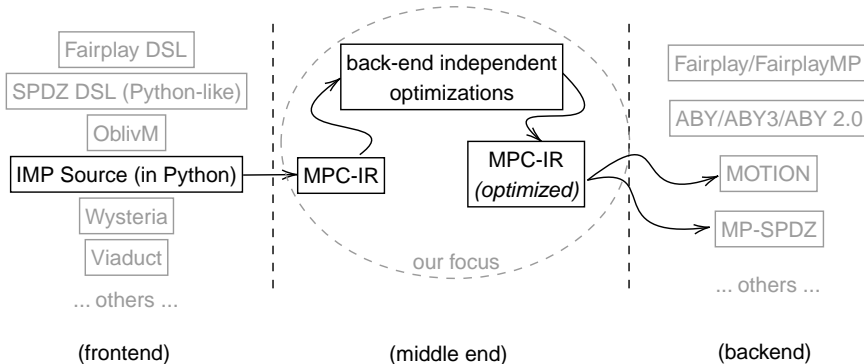 Fairplay DSL
SPDZ DSL (Python-like)
OblivM
IMP Source (in Python)
Wysteria
Viaduct
... others ...
(frontend)
back-end independent
optimizations
MPC-IR
MPC-IR
(optimized)
our focus
(middle end)
Fairplay/FairplayMP
ABY/ABY3/ABY 2.0
MOTION
MP-SPDZ
... others ...
(backend)